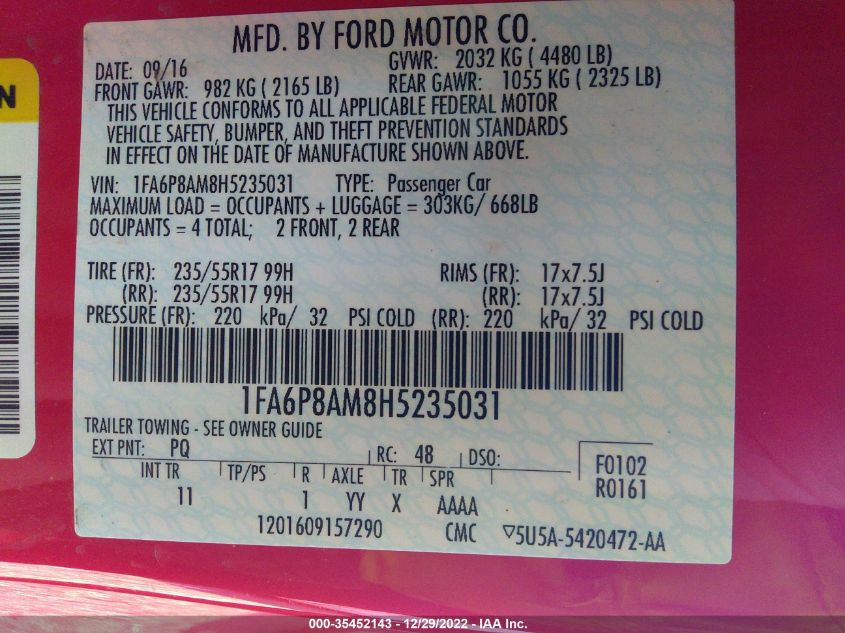 MFD. BY FORD MOTOR CO.
DATE: 09/16 GVWR: 2032 KG ( 4480 LB)
FRONT GAWR: 982 KG ( 2165 LB) REAR GAWR: 1055 KG ( 2325 LB)
THIS VEHICLE CONFORMS TO ALL APPLICABLE FEDERAL MOTOR
VEHICLE SAFETY, BUMPER, AND THEFT PREVENTION STANDARDS
IN EFFECT ON THE DATE OF MANUFACTURE SHOWN ABOVE.
VIN: 1FA6P8AM8H5235031 TYPE: Passenger Car
MAXIMUM LOAD = OCCUPANTS + LUGGAGE = 303KG/ 668LB
OCCUPANTS = 4 TOTAL; 2 FRONT, 2 REAR
TIRE (FR): 235/55R17 99H RIMS (FR): 17x7.5J
(RR): 235/55R17 99H (RR): 17x7.5J
PRESSURE (FR): 220 kPa/ 32 PSI COLD (RR): 220 kPa/ 32 PSI COLD
1FA6P8AM8H5235031
TRAILER TOWING - SEE OWNER GUIDE
EXT PNT: PQ RC: 48 DSO: F0102
INT TR TP/PS R AXLE TR SPR R0161
11 1 YY X AAAA
1201609157290 CMC ▽5U5A-5420472-AA
N
000-35452143 - 12/29/2022 - IAA Inc.